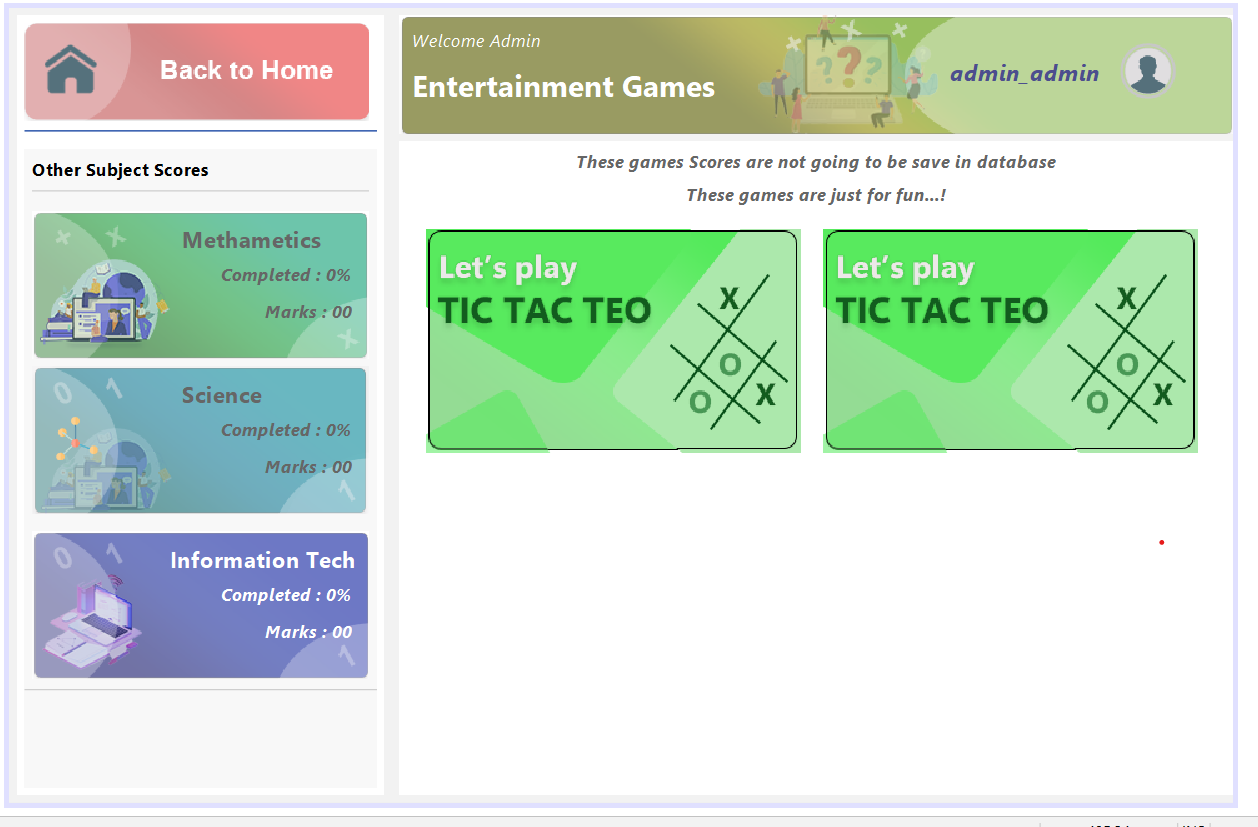 Back to Home
Other Subject Scores
Methametics
Completed : 0%
Marks : 00
Science
Completed : 0%
Marks : 00
Information Tech
Completed : 0%
Marks : 00
Welcome Admin
Entertainment Games
???
admin_admin
These games Scores are not going to be save in database
These games are just for fun...!
Let’s play
TIC TAC TEO
X
O
O X
Let’s play
TIC TAC TEO
X
O
O X